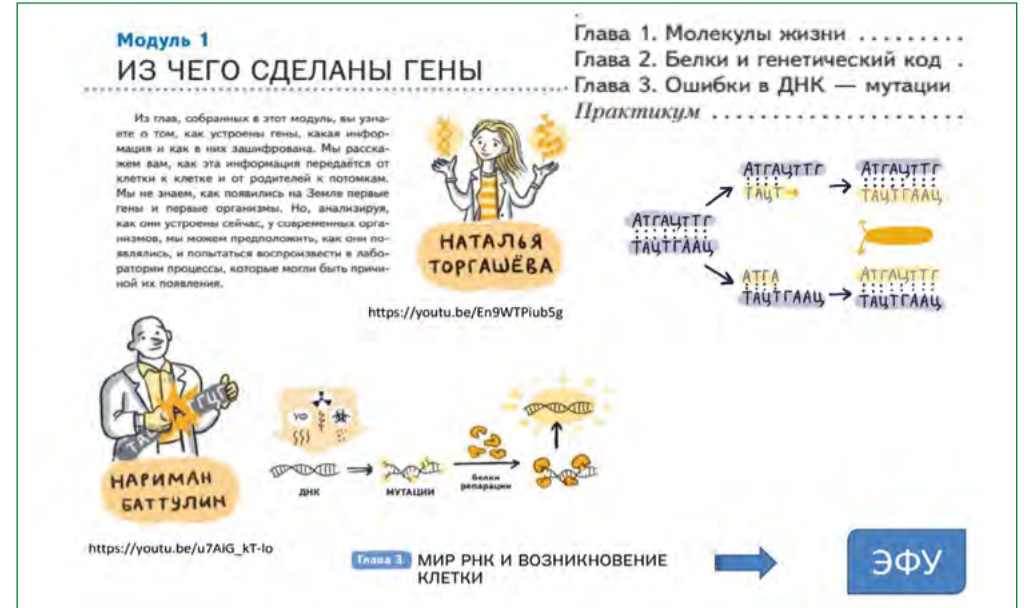 Модуль 1
ИЗ ЧЕГО СДЕЛАНЫ ГЕНЫ
Глава 1. Молекулы жизни ............
Глава 2. Белки и генетический код .
Глава 3. Ошибки в ДНК — мутации
Практикум ......................
Из глав, собранных в этот модуль, вы узна-
ете о том, как устроены гены, какая инфор-
мация и как в них зашифрована. Мы расска-
жем вам, как эта информация передаётся от
клетки к клетке и от родителей к потомкам.
Мы не знаем, как появились на Земле первые
гены и первые организмы. Но, анализируя,
как они устроены сейчас, у современных орга-
низмов, мы можем предположить, как они по-
явлались, и попытаться воспроизвести в лабо-
ратории процессы, которые могли быть причи-
ной их появления.
НАТАЛЬЯ
ТОРГАШЁВА
https://youtu.be/En9WTPiub5g
АТГАЦТТГ
ТАЦТГААЦ
АТГАЦТТГ
ТАЦТ
АТГАЦТТГ
ТАЦТГААЦ
АТГА
ТАЦТГААЦ
АТГАЦТТГ
ТАЦТГААЦ
ТАЦ
А
ТГЦГ
НАРИМАН
БАТТУЛИН
https://youtu.be/u7AiG_kT-lo
УФ
ДНК
МУТАЦИИ
белки
репарации
Глава 3. МИР РНК И ВОЗНИКНОВЕНИЕ
КЛЕТКИ
ЭФУ